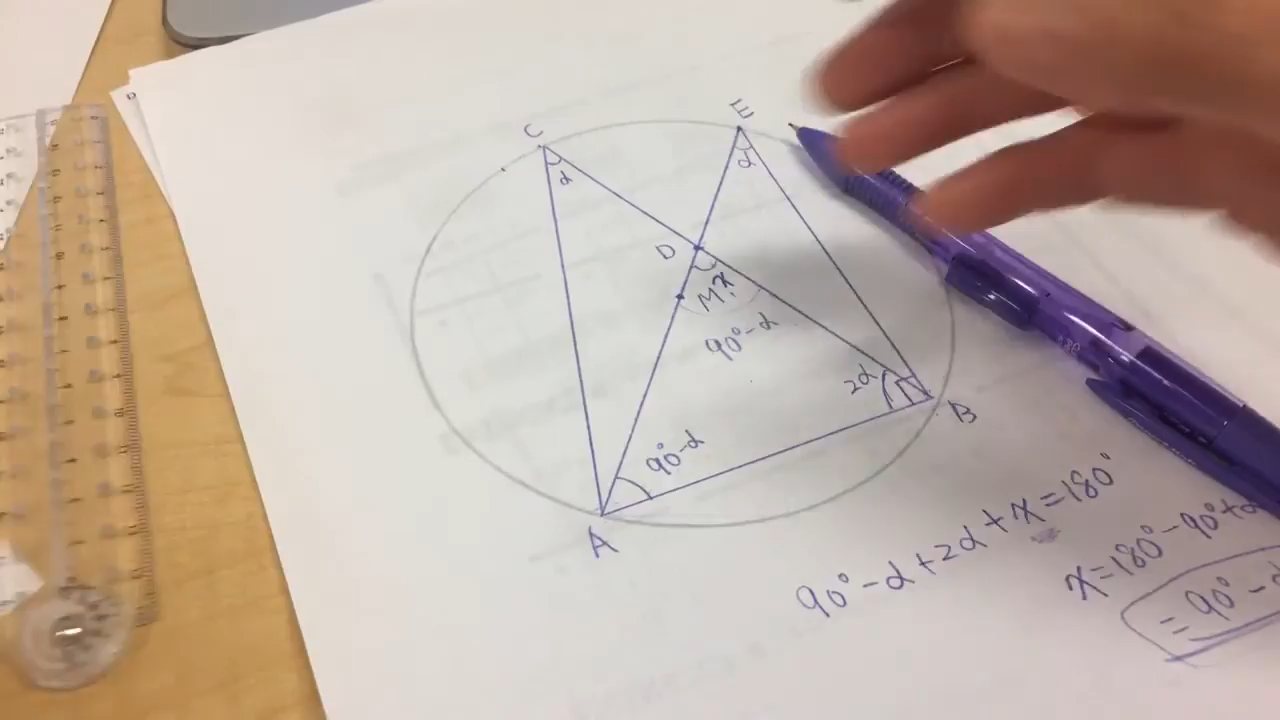 C
E
α
α
D
M x
90°-α
2α
B
90°-α
A
90°-α+2α+x=180°
x=180°-90°+α
=90°-α